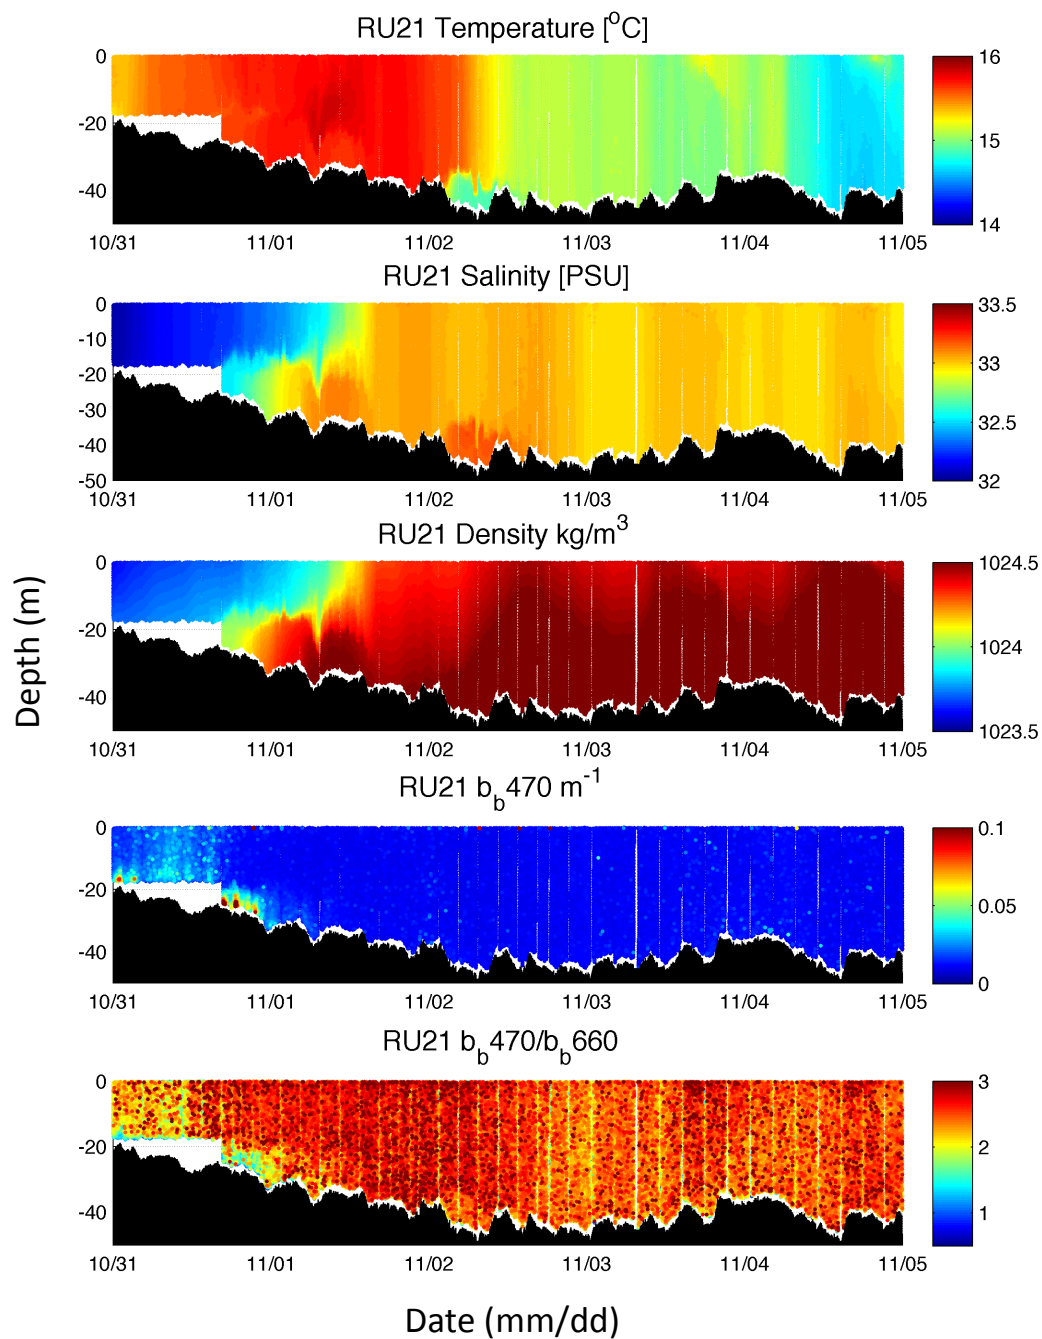 RU21 Temperature [°C]
0
-20
-40
10/31 11/01 11/02 11/03 11/04 11/05
16
15
14
RU21 Salinity [PSU]
0
-10
-20
-30
-40
-50
10/31 11/01 11/02 11/03 11/04 11/05
33.5
33
32.5
32
RU21 Density kg/m³
0
-20
-40
10/31 11/01 11/02 11/03 11/04 11/05
1024.5
1024
1023.5
Depth (m)
RU21 b_b470 m⁻¹
0
-20
-40
10/31 11/01 11/02 11/03 11/04 11/05
0.1
0.05
0
RU21 b_b470/b_b660
0
-20
-40
10/31 11/01 11/02 11/03 11/04 11/05
3
2
1
Date (mm/dd)